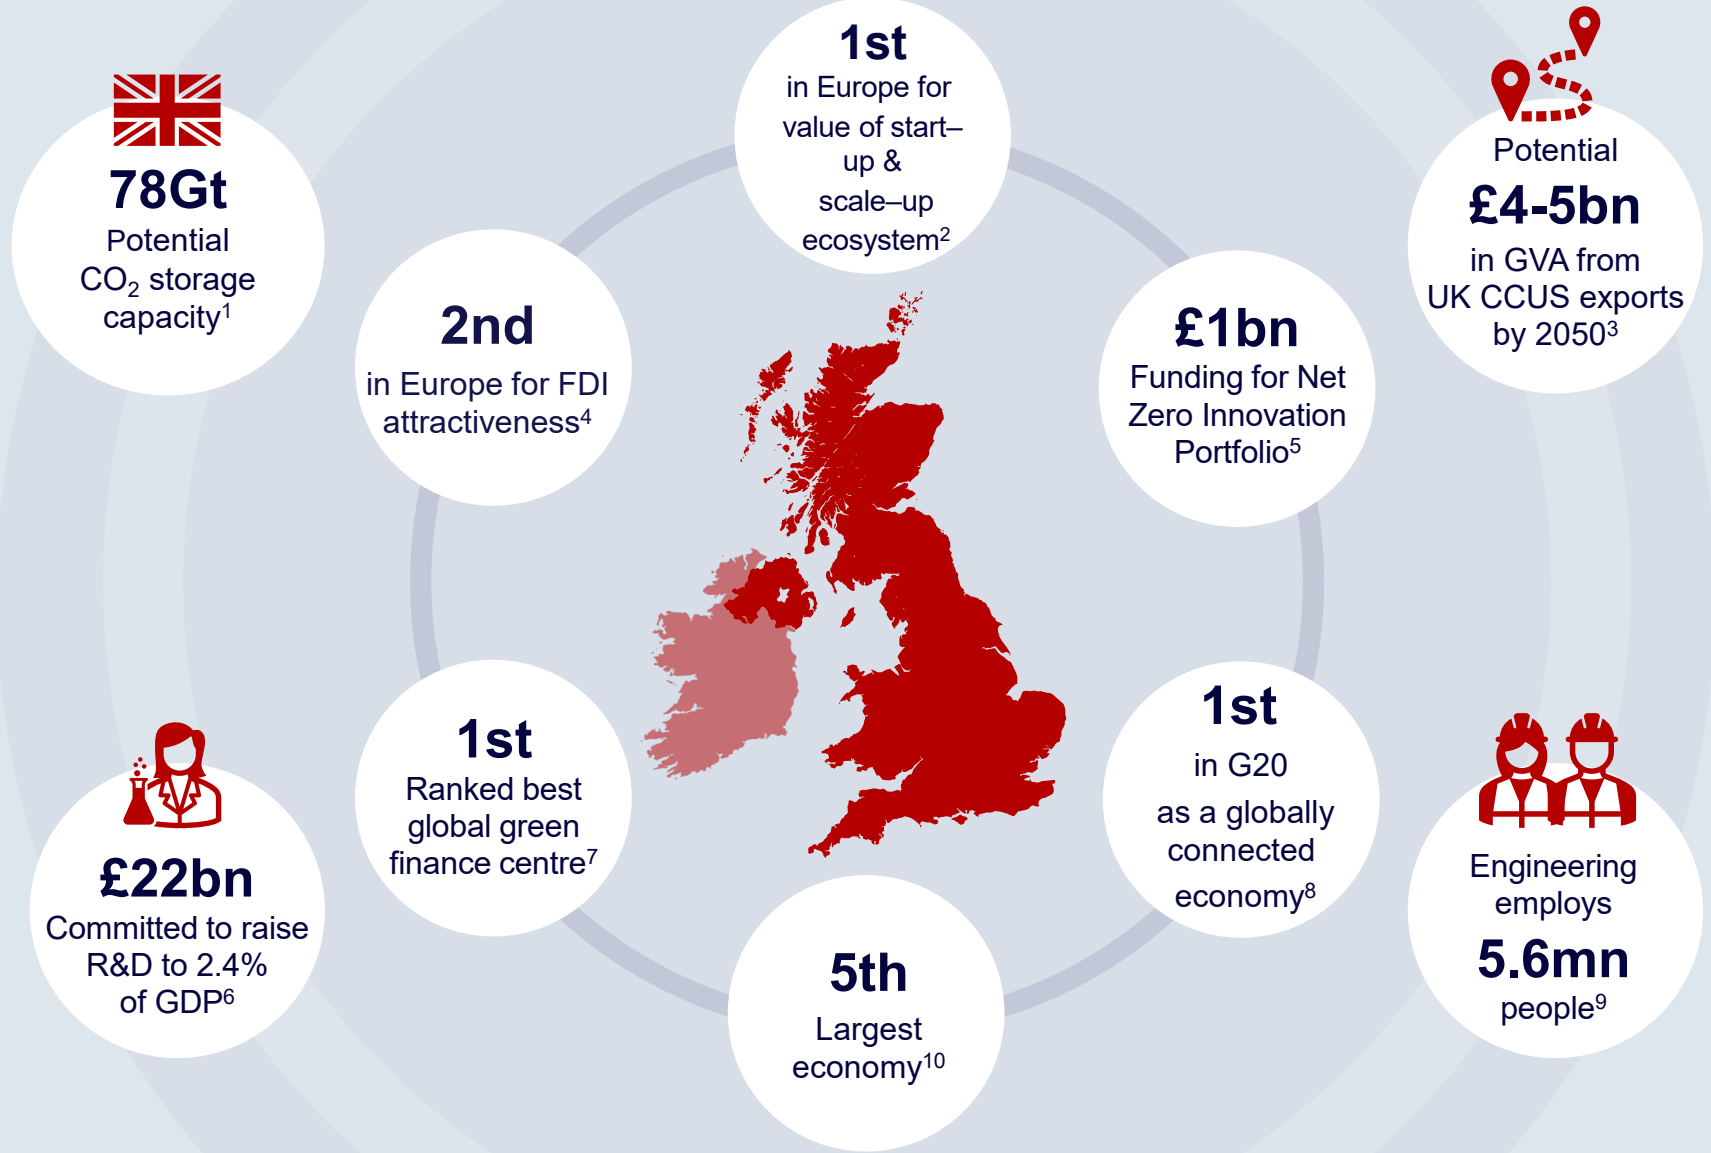 1st
in Europe for
value of start–
up &
scale–up
ecosystem2
78Gt
Potential
CO2 storage
capacity1
Potential
£4-5bn
in GVA from
UK CCUS exports
by 20503
2nd
in Europe for FDI
attractiveness4
£1bn
Funding for Net
Zero Innovation
Portfolio5
1st
Ranked best
global green
finance centre7
1st
in G20
as a globally
connected
economy8
£22bn
Committed to raise
R&D to 2.4%
of GDP6
Engineering
employs
5.6mn
people9
5th
Largest
economy10